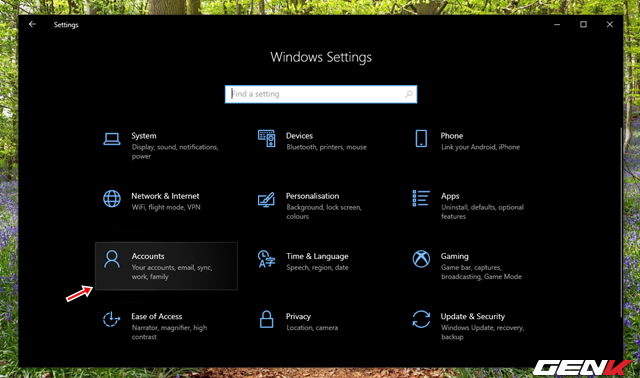 Settings
Windows Settings
Find a setting
System
Display, sound, notifications,
power
Devices
Bluetooth, printers, mouse
Phone
Link your Android, iPhone
Network & Internet
WiFi, flight mode, VPN
Personalisation
Background, lock screen,
colours
Apps
Uninstall, defaults, optional
features
Accounts
Your accounts, email, sync,
work, family
Time & Language
Speech, region, date
Gaming
Game bar, captures,
broadcasting, Game Mode
Ease of Access
Narrator, magnifier, high
contrast
Privacy
Location, camera
Update & Security
Windows Update, recovery,
backup
GENK